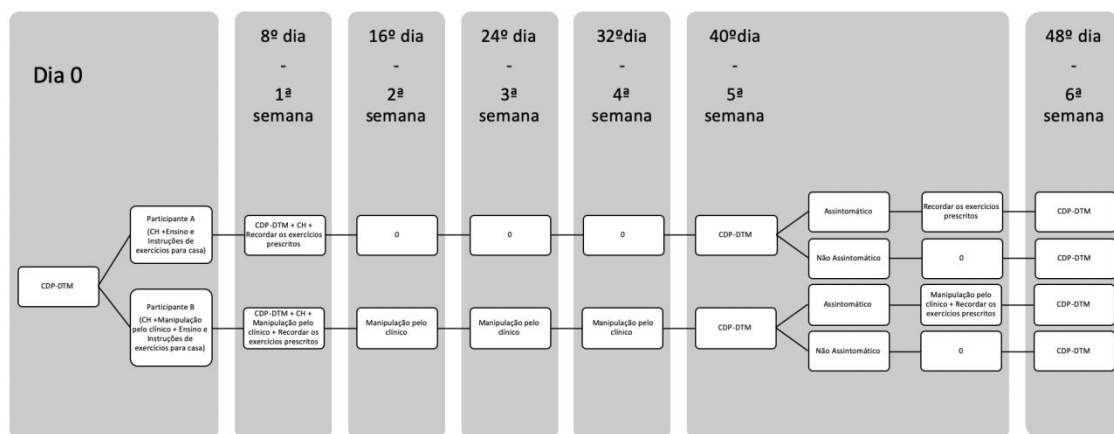 Dia 0
8º dia
-
1ª
semana
16º dia
-
2ª
semana
24º dia
-
3ª
semana
32ºdia
-
4ª
semana
40ºdia
-
5ª
semana
48º dia
-
6ª
semana
CDP-DTM
Participante A
(CH +Ensino e
Instruções de
exercícios para casa)
CDP-DTM + CH +
Recordar os exercícios
prescritos
0
0
0
CDP-DTM
Assintomático
Recordar os exercícios
prescritos
CDP-DTM
Não Assintomático
0
CDP-DTM
Participante B
(CH +Manipulação
pelo clínico + Ensino e
Instruções de
exercícios para casa)
CDP-DTM + CH +
Manipulação pelo
clínico + Recordar os
exercícios prescritos
Manipulação pelo
clínico
Manipulação pelo
clínico
Manipulação pelo
clínico
CDP-DTM
Assintomático
Manipulação pelo
clínico + Recordar os
exercícios prescritos
CDP-DTM
Não Assintomático
0
CDP-DTM